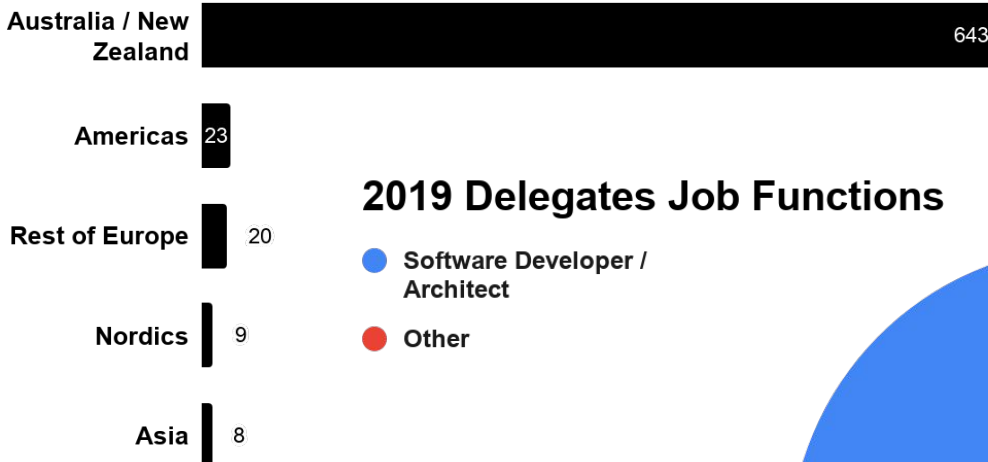 Australia / New
Zealand
643
Americas
23
Rest of Europe
20
Nordics
9
Asia
8
2019 Delegates Job Functions
Software Developer /
Architect
Other